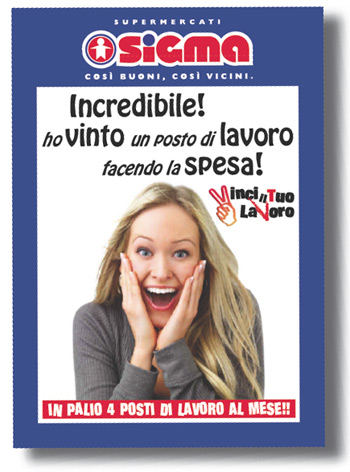 SUPERMERCATI
SIGMA
COSÌ BUONI, COSÌ VICINI.
Incredibile!
ho vinto un posto di lavoro
facendo la spesa!
Vinci il Tuo
LaVoro
IN PALIO 4 POSTI DI LAVORO AL MESE!!